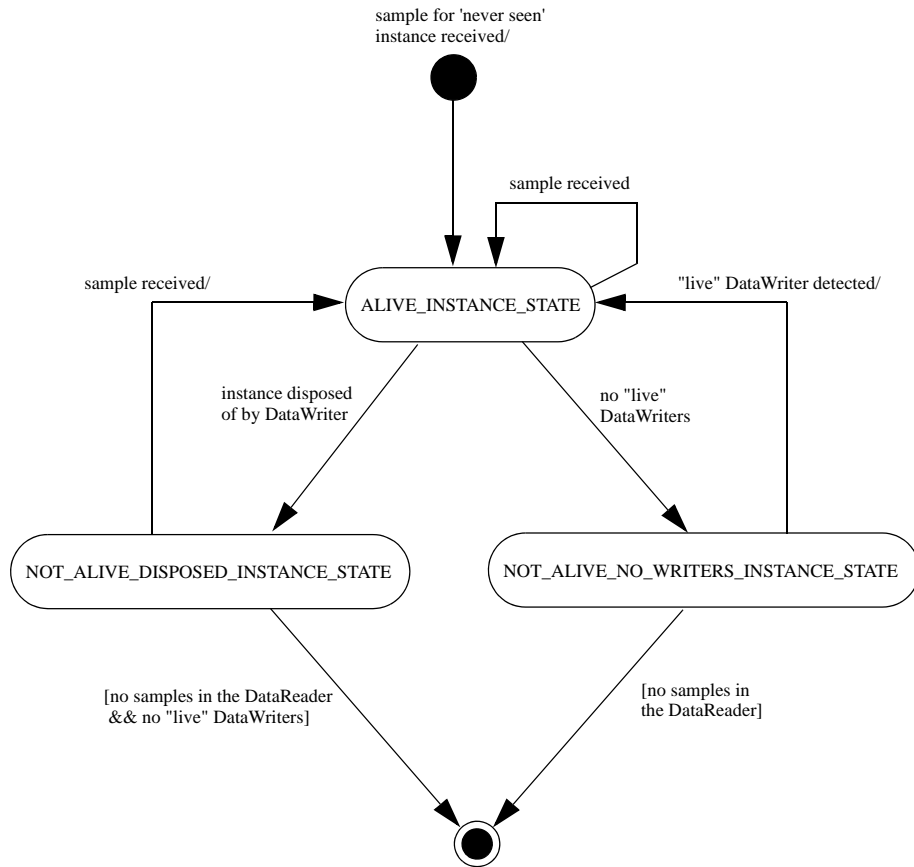 sample for 'never seen'
instance received/
sample received
sample received/
"live" DataWriter detected/
ALIVE_INSTANCE_STATE
instance disposed
of by DataWriter
no "live"
DataWriters
NOT_ALIVE_DISPOSED_INSTANCE_STATE
NOT_ALIVE_NO_WRITERS_INSTANCE_STATE
[no samples in the DataReader
&& no "live" DataWriters]
[no samples in
the DataReader]